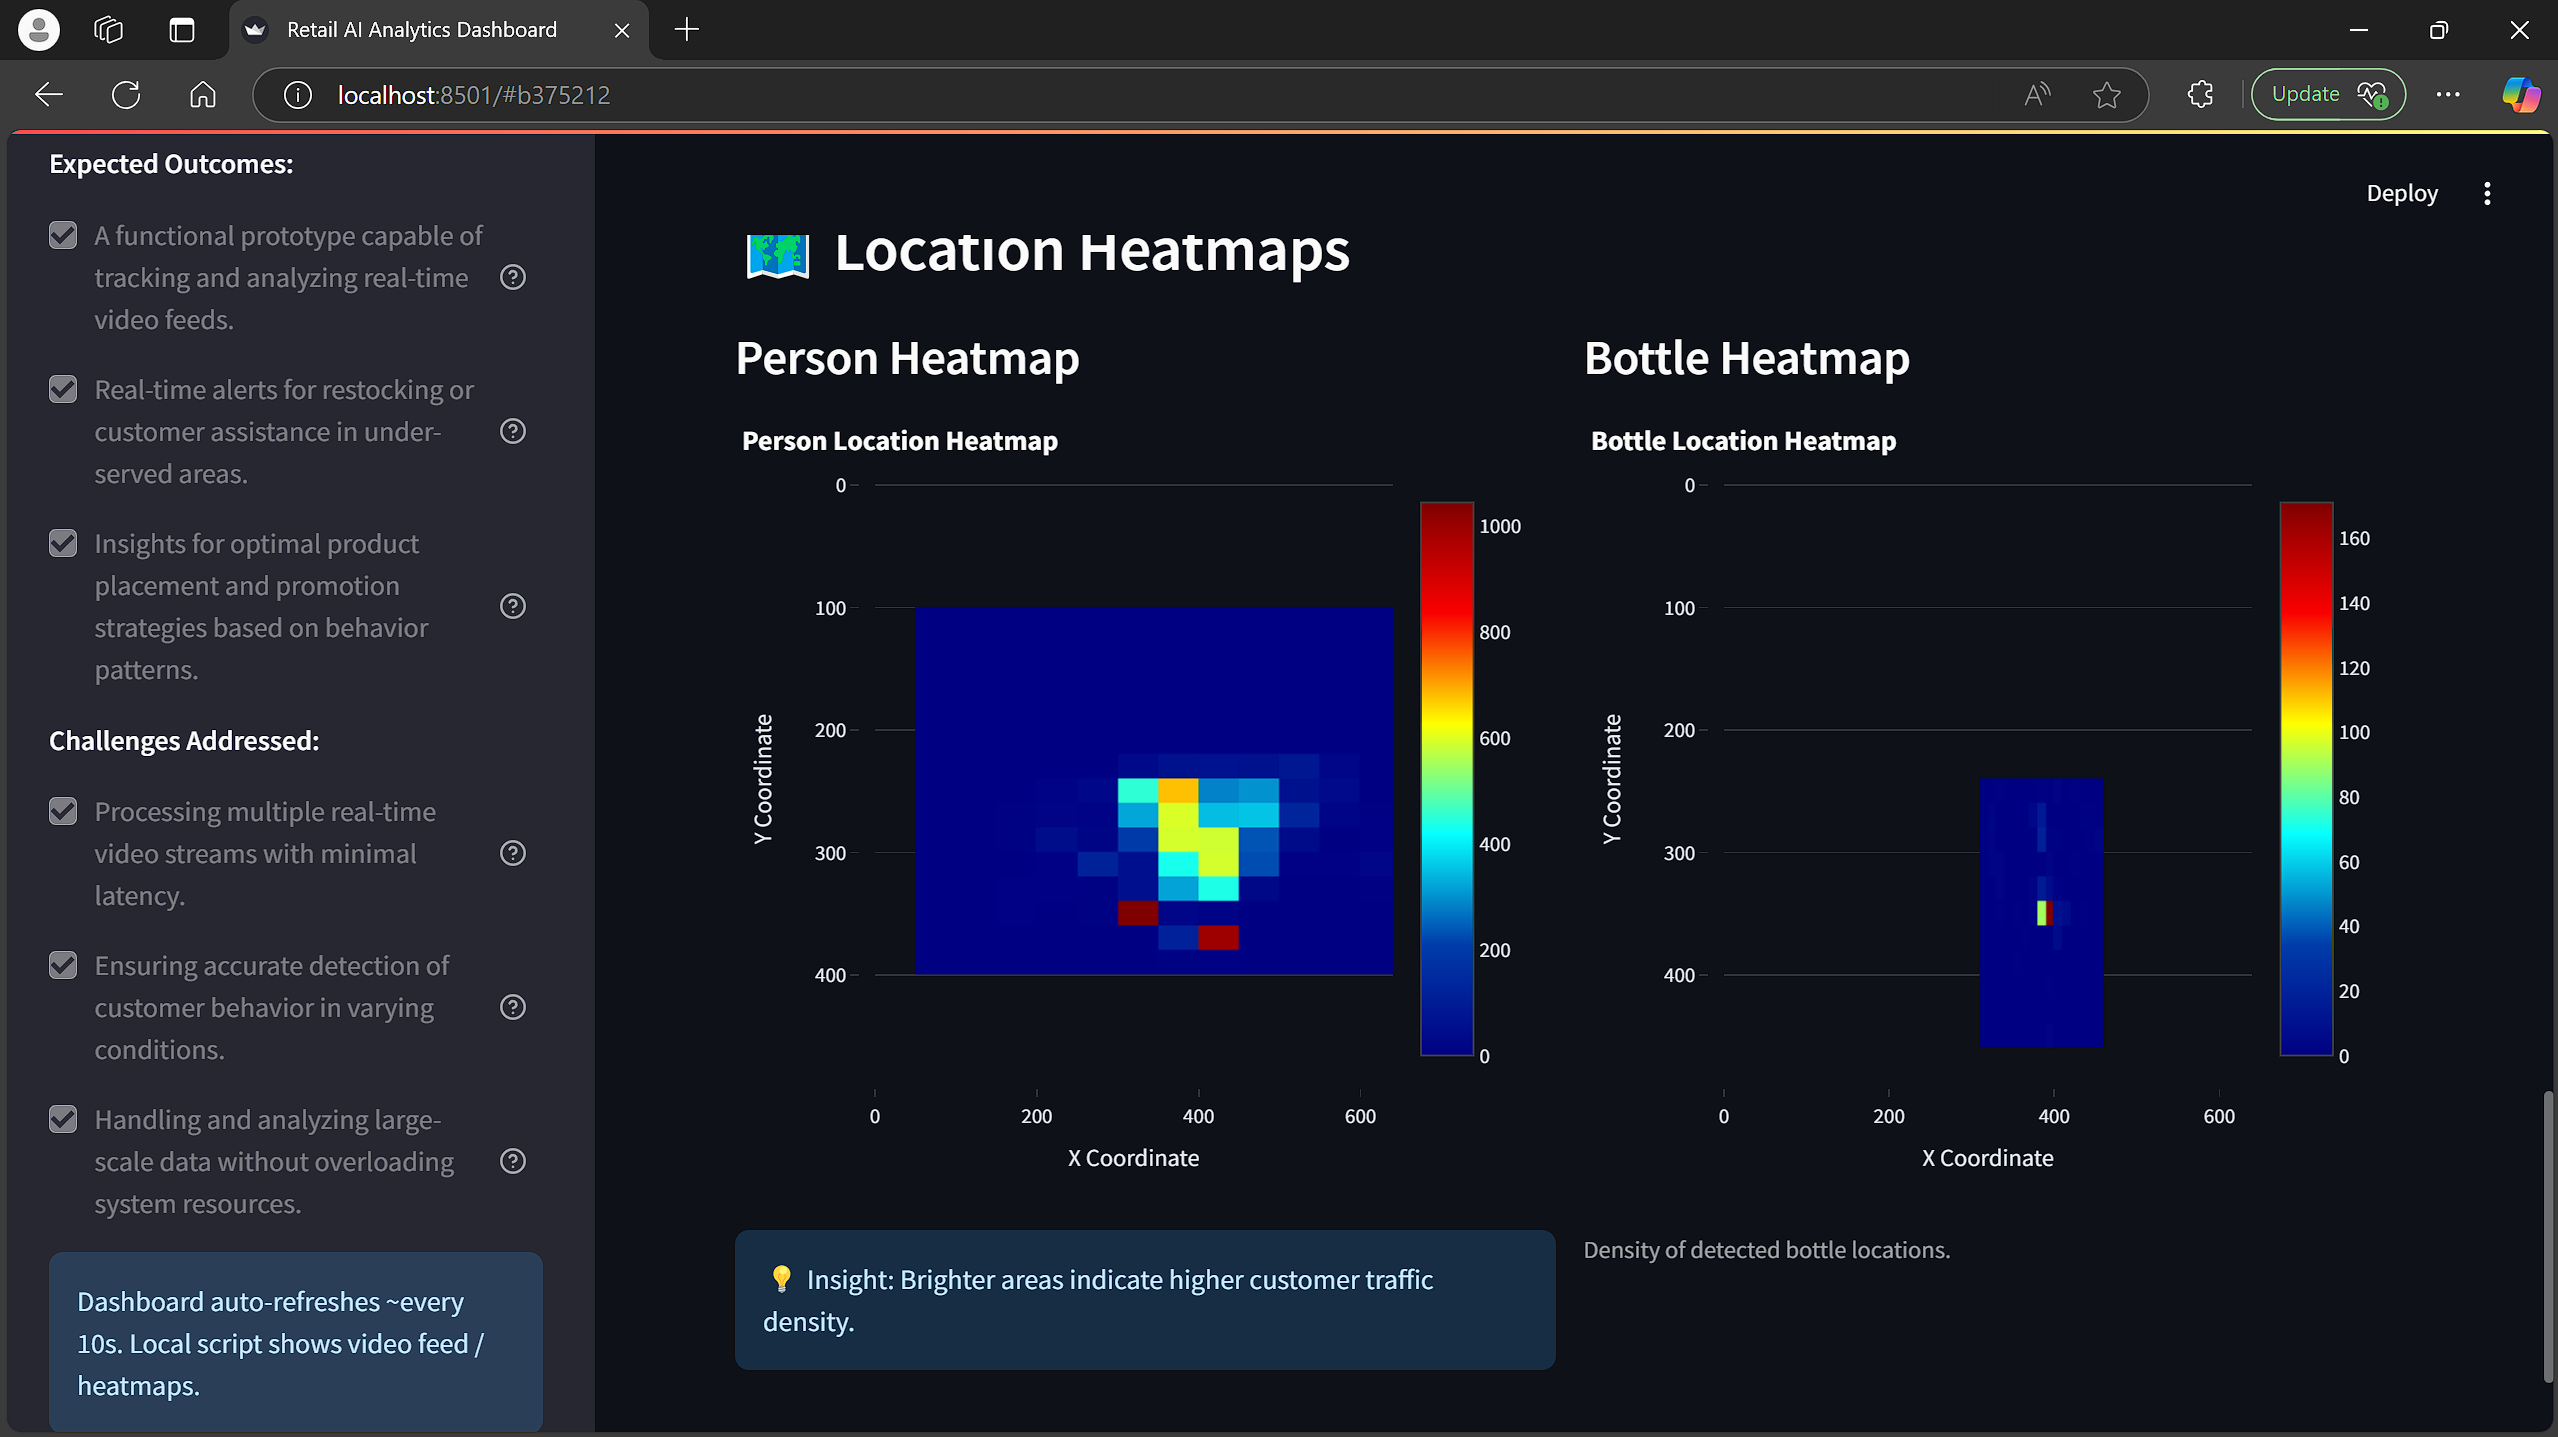 Retail AI Analytics Dashboard
localhost:8501/#b375212
Update
Expected Outcomes:
A functional prototype capable of
tracking and analyzing real-time
video feeds.
Real-time alerts for restocking or
customer assistance in under-
served areas.
Insights for optimal product
placement and promotion
strategies based on behavior
patterns.
Challenges Addressed:
Processing multiple real-time
video streams with minimal
latency.
Ensuring accurate detection of
customer behavior in varying
conditions.
Handling and analyzing large-
scale data without overloading
system resources.
Dashboard auto-refreshes ~every
10s. Local script shows video feed /
heatmaps.
Deploy
Location Heatmaps
Person Heatmap
Person Location Heatmap
0
100
200
300
400
Y Coordinate
0
200
400
600
X Coordinate
1000
800
600
400
200
0
Insight: Brighter areas indicate higher customer traffic
density.
Bottle Heatmap
Bottle Location Heatmap
0
100
200
300
400
Y Coordinate
0
200
400
600
X Coordinate
160
140
120
100
80
60
40
20
0
Density of detected bottle locations.